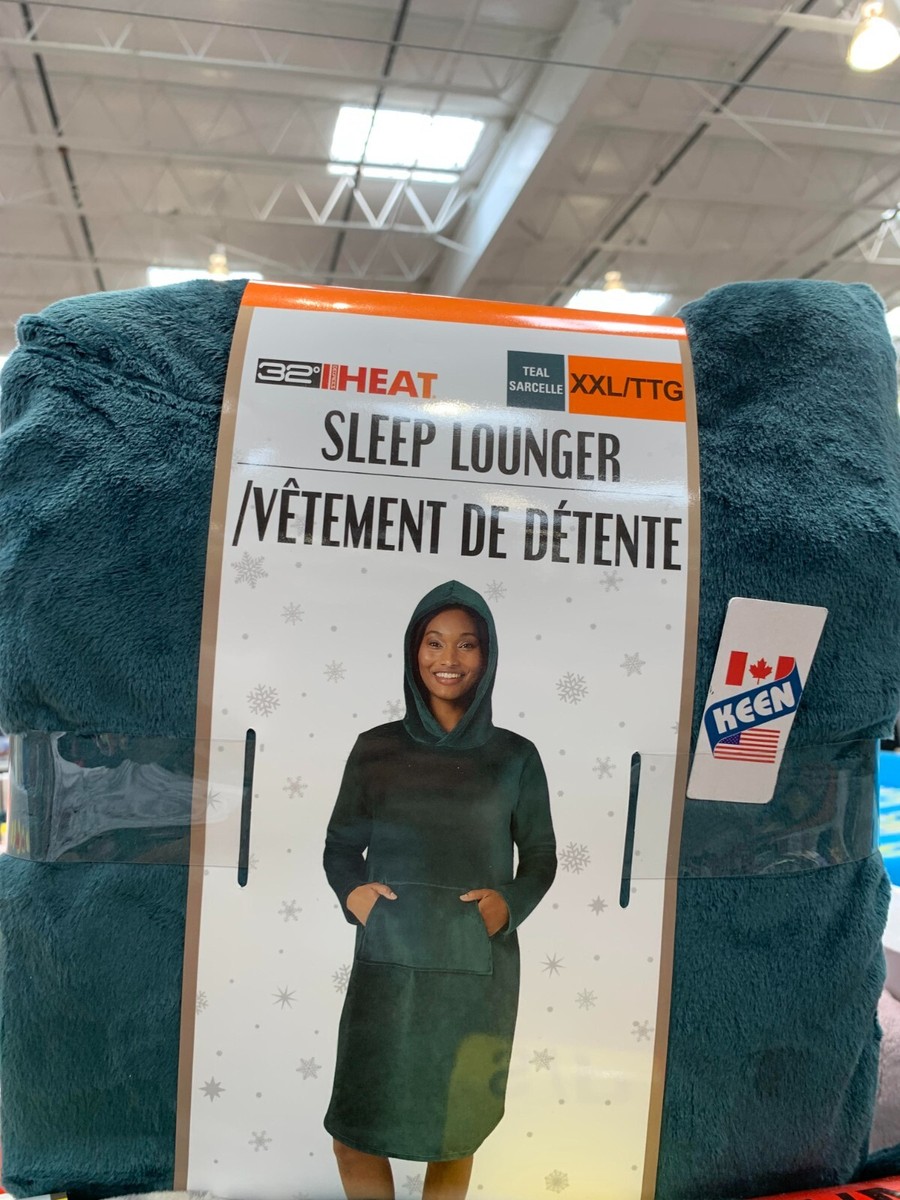 32° HEAT
TEAL
SARCELLE
XXL/TTG
SLEEP LOUNGER
/VÊTEMENT DE DÉTENTE
KEEN